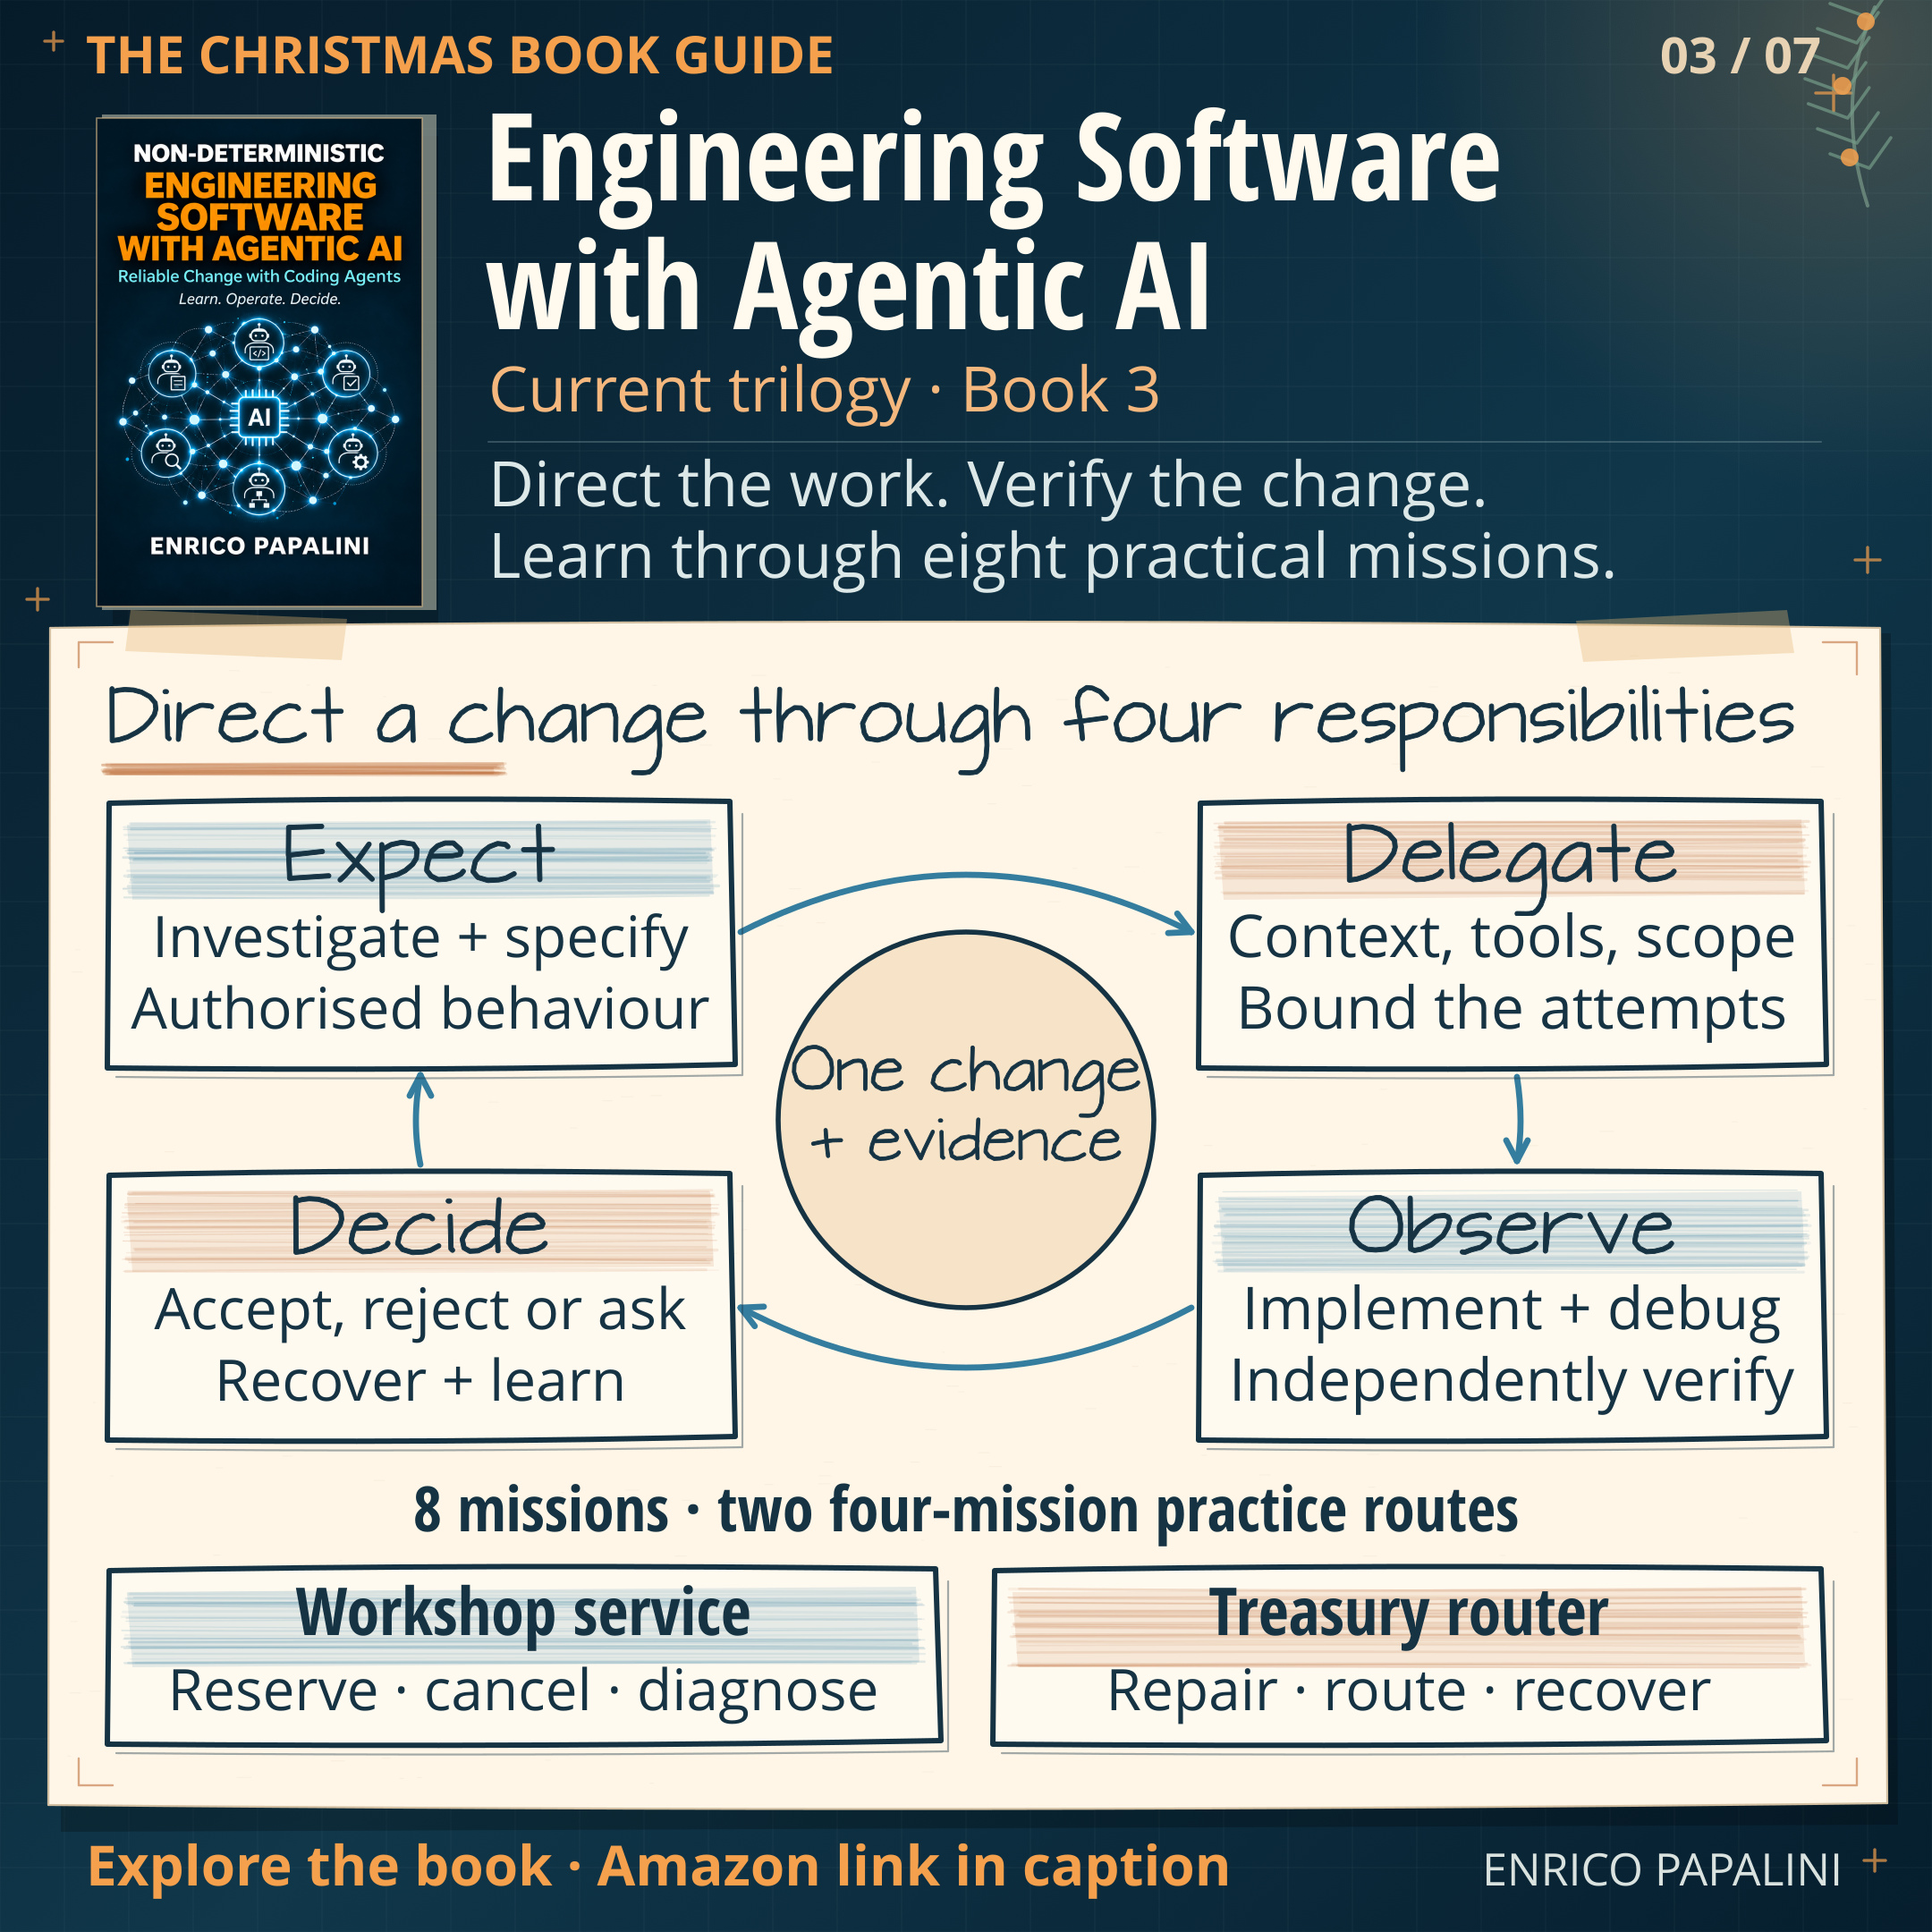 THE CHRISTMAS BOOK GUIDE
03 / 07
NON-DETERMINISTIC
ENGINEERING
SOFTWARE
WITH AGENTIC AI
Reliable Change with Coding Agents
Learn. Operate. Decide.
</>
AI
ENRICO PAPALINI
Engineering Software
with Agentic AI
Current trilogy · Book 3
Direct the work. Verify the change.
Learn through eight practical missions.
Direct a change through four responsibilities
Expect
Investigate + specify
Authorised behaviour
Delegate
Context, tools, scope
Bound the attempts
One change
+ evidence
Decide
Accept, reject or ask
Recover + learn
Observe
Implement + debug
Independently verify
8 missions · two four-mission practice routes
Workshop service
Reserve · cancel · diagnose
Treasury router
Repair · route · recover
Explore the book · Amazon link in caption
ENRICO PAPALINI